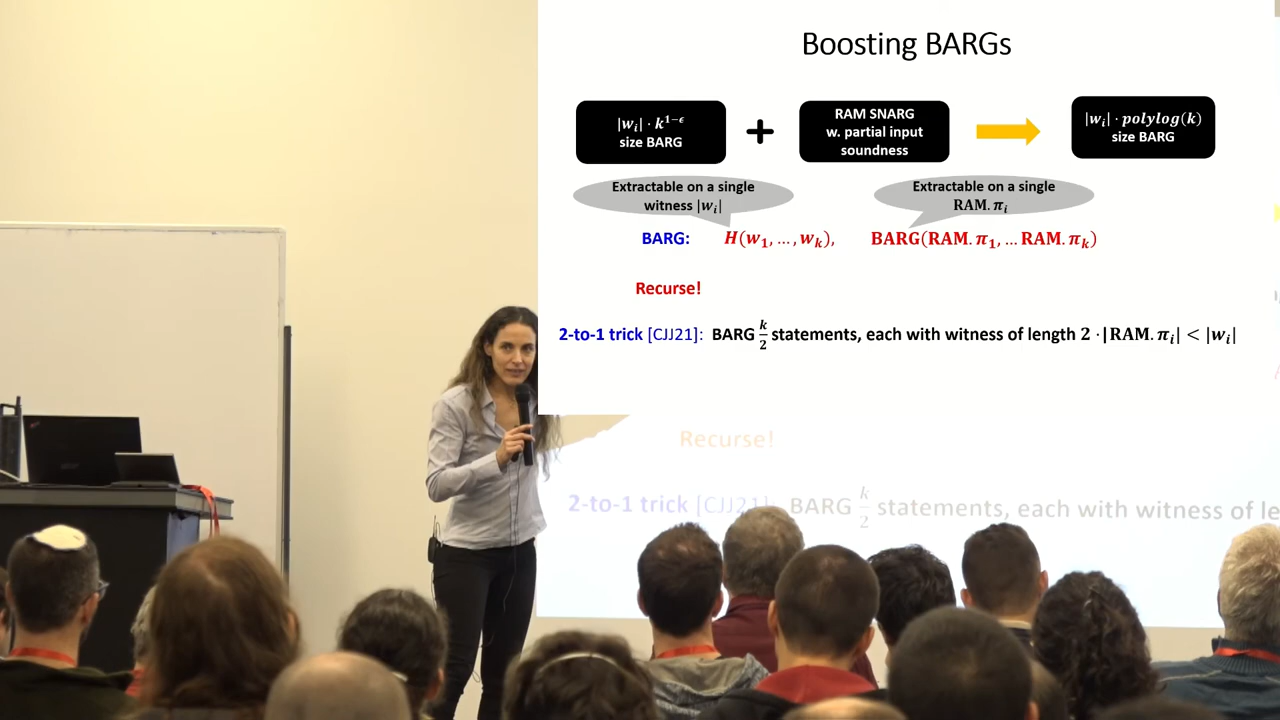 Boosting BARGs
|wᵢ| · k^{1−ϵ}
size BARG
+
RAM SNARG
w. partial input
soundness
|wᵢ| · polylog(k)
size BARG
Extractable on a single
witness |wᵢ|
Extractable on a single
RAM. πᵢ
BARG: H(w₁, … , wₖ), BARG(RAM. π₁, … RAM. πₖ)
Recurse!
2-to-1 trick [CJJ21]: BARG k/2 statements, each with witness of length 2 · |RAM. πᵢ| < |wᵢ|
Recurse!
2-to-1 trick [CJJ21]: BARG k/2 statements, each with witness of le